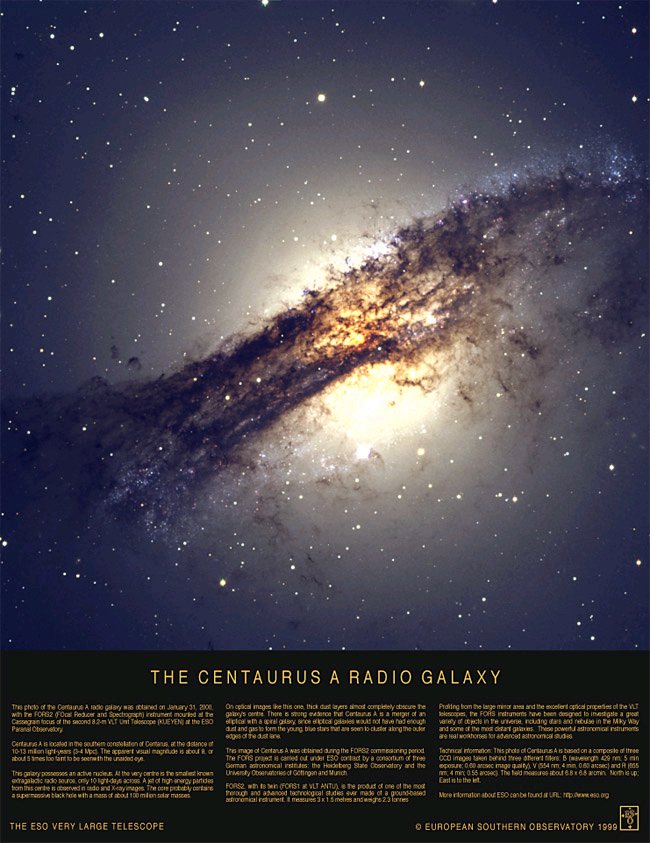 THE CENTAURUS A RADIO GALAXY
This photo of the Centaurus A radio galaxy was obtained on January 31, 2000,
with the FORS2 (FOcal Reducer and Spectrograph) instrument mounted at the
Cassegrain focus of the second 8.2-m VLT Unit Telescope (KUEYEN) at the ESO
Paranal Observatory.
Centaurus A is located in the southern constellation of Centarus, at the distance of
10-13 million light-years (3-4 Mpc). The apparent visual magnitude is about 8, or
about 5 times too faint to be seen with the unaided eye.
This galaxy possesses an active nucleus. At the very centre is the smallest known
extragalactic radio source, only 10 light-days across. A jet of high-energy particles
from this centre is observed in radio and X-ray images. The core probably contains
a supermassive black hole with a mass of about 100 million solar masses.
On optical images like this one, thick dust layers almost completely obscure the
galaxy's centre. There is strong evidence that Centaurus A is a merger of an
elliptical with a spiral galaxy, since elliptical galaxies would not have had enough
dust and gas to form the young, blue stars that are seen to cluster along the outer
edges of the dust lane.
This image of Centaurus A was obtained during the FORS2 commissioning period.
The FORS project is carried out under ESO contract by a consortium of three
German astronomical institutes: the Heidelberg State Observatory and the
University Observatories of Göttingen and Munich.
FORS2, with its twin (FORS1 at VLT ANTU), is the product of one of the most
thorough and advanced technological studies ever made of a ground-based
astronomical instrument. It measures 3 x 1.5 metres and weighs 2.3 tonnes
Profiting from the large mirror area and the excellent optical properties of the VLT
telescopes, the FORS instruments have been designed to investigate a great
variety of objects in the universe, including stars and nebulae in the Milky Way
and some of the most distant galaxies. These powerful astronomical instruments
are real workhorses for advanced astronomical studies.
Technical information: This photo of Centaurus A is based on a composite of three
CCD images taken behind three different filters: B (wavelength 429 nm; 5 min
exposure; 0.60 arcsec image quality), V (554 nm; 4 min, 0.60 arcsec) and R (655
nm; 4 min; 0.55 arcsec). The field measures about 6.8 x 6.8 arcmin. North is up;
East is to the left.
More information about ESO can be found at URL: http://www.eso.org
THE ESO VERY LARGE TELESCOPE
© EUROPEAN SOUTHERN OBSERVATORY 1999